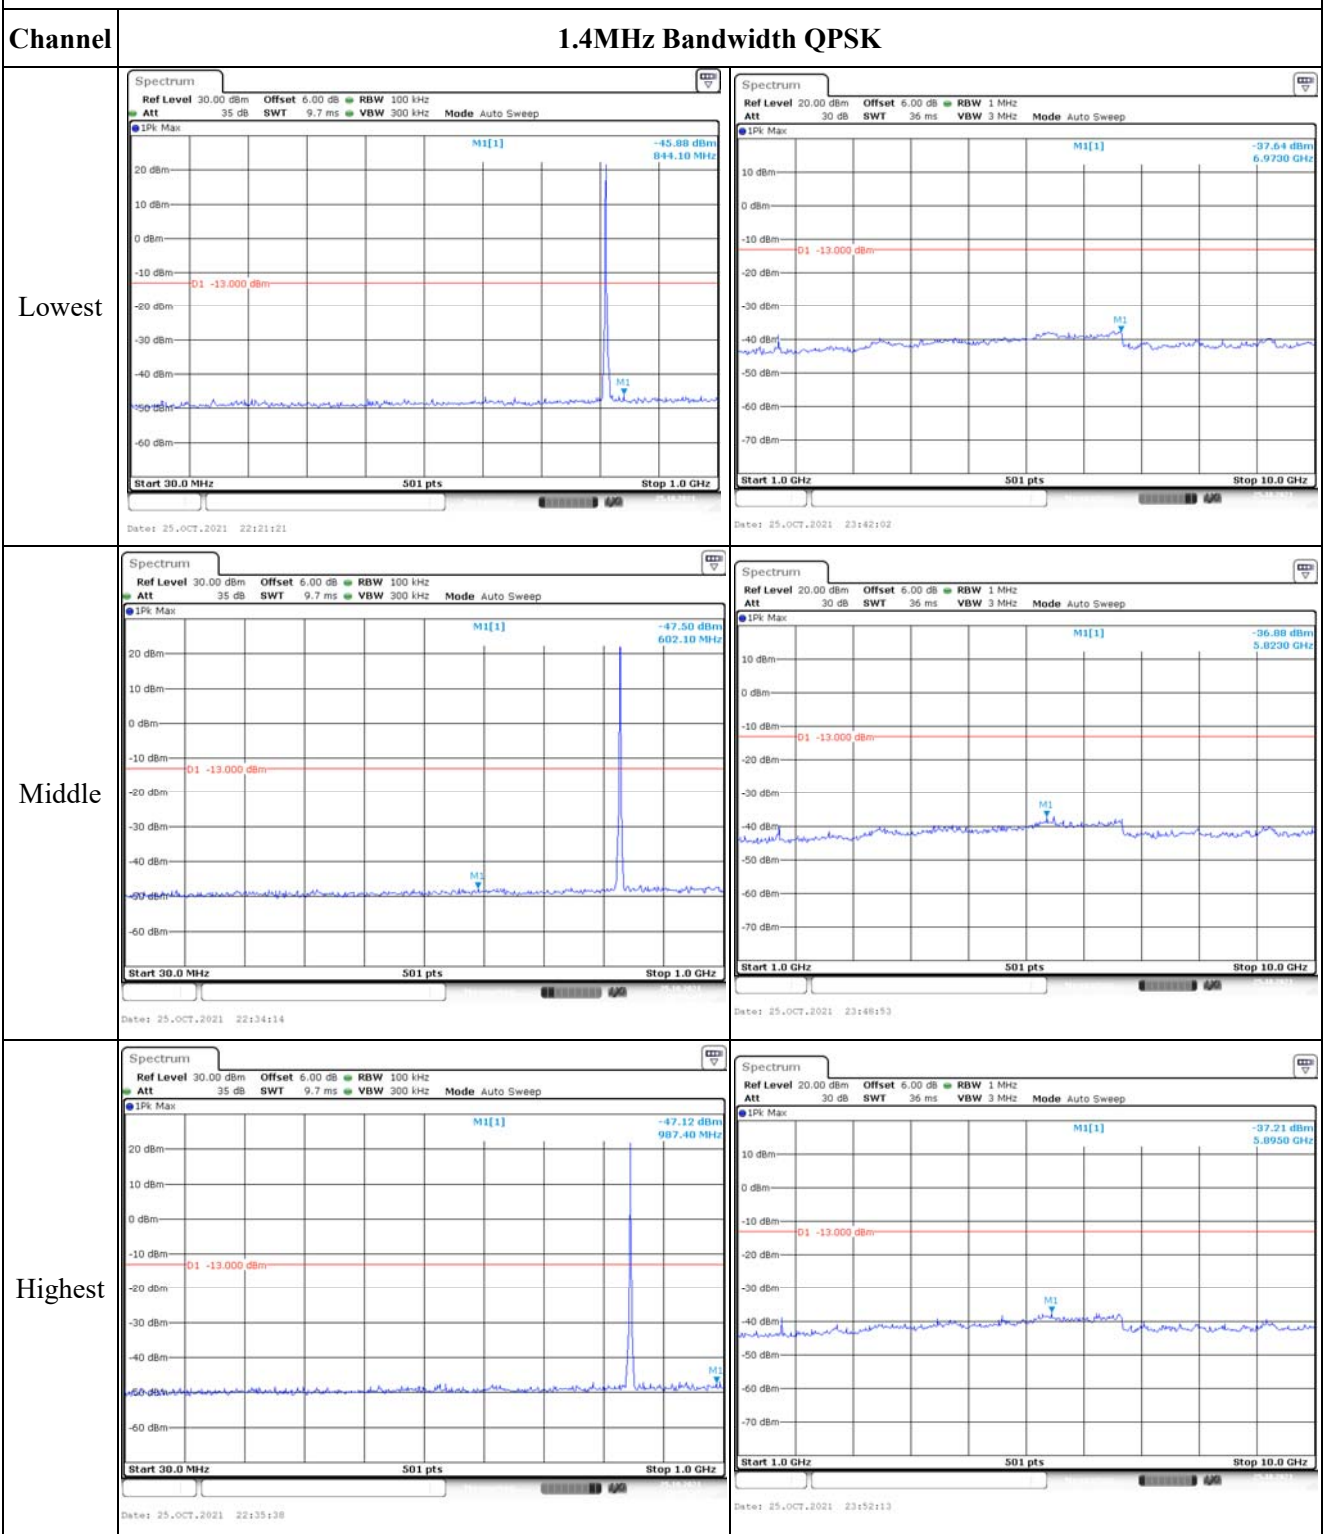 Channel
1.4MHz Bandwidth QPSK
Lowest
Spectrum
Ref Level 30.00 dBm Offset 6.00 dB RBW 100 kHz
Att 35 dB SWT 9.7 ms VBW 300 kHz Mode Auto Sweep
1Pk Max
M1[1] -45.88 dBm
844.10 MHz
20 dBm
10 dBm
0 dBm
-10 dBm
D1 -13.000 dBm
-20 dBm
-30 dBm
-40 dBm
M1
-50 dBm
-60 dBm
Start 30.0 MHz 501 pts Stop 1.0 GHz
Date: 25.OCT.2021 22:21:21
Spectrum
Ref Level 20.00 dBm Offset 6.00 dB RBW 1 MHz
Att 30 dB SWT 36 ms VBW 3 MHz Mode Auto Sweep
1Pk Max
M1[1] -37.64 dBm
6.9730 GHz
10 dBm
0 dBm
-10 dBm
D1 -13.000 dBm
-20 dBm
-30 dBm
M1
-40 dBm
-50 dBm
-60 dBm
-70 dBm
Start 1.0 GHz 501 pts Stop 10.0 GHz
Date: 25.OCT.2021 23:42:02
Middle
Spectrum
Ref Level 30.00 dBm Offset 6.00 dB RBW 100 kHz
Att 35 dB SWT 9.7 ms VBW 300 kHz Mode Auto Sweep
1Pk Max
M1[1] -47.50 dBm
602.10 MHz
20 dBm
10 dBm
0 dBm
-10 dBm
D1 -13.000 dBm
-20 dBm
-30 dBm
-40 dBm
M1
-50 dBm
-60 dBm
Start 30.0 MHz 501 pts Stop 1.0 GHz
Date: 25.OCT.2021 22:34:14
Spectrum
Ref Level 20.00 dBm Offset 6.00 dB RBW 1 MHz
Att 30 dB SWT 36 ms VBW 3 MHz Mode Auto Sweep
1Pk Max
M1[1] -36.88 dBm
5.8230 GHz
10 dBm
0 dBm
-10 dBm
D1 -13.000 dBm
-20 dBm
-30 dBm
M1
-40 dBm
-50 dBm
-60 dBm
-70 dBm
Start 1.0 GHz 501 pts Stop 10.0 GHz
Date: 25.OCT.2021 23:48:53
Highest
Spectrum
Ref Level 30.00 dBm Offset 6.00 dB RBW 100 kHz
Att 35 dB SWT 9.7 ms VBW 300 kHz Mode Auto Sweep
1Pk Max
M1[1] -47.12 dBm
987.40 MHz
20 dBm
10 dBm
0 dBm
-10 dBm
D1 -13.000 dBm
-20 dBm
-30 dBm
-40 dBm
M1
-50 dBm
-60 dBm
Start 30.0 MHz 501 pts Stop 1.0 GHz
Date: 25.OCT.2021 22:35:38
Spectrum
Ref Level 20.00 dBm Offset 6.00 dB RBW 1 MHz
Att 30 dB SWT 36 ms VBW 3 MHz Mode Auto Sweep
1Pk Max
M1[1] -37.21 dBm
5.8950 GHz
10 dBm
0 dBm
-10 dBm
D1 -13.000 dBm
-20 dBm
-30 dBm
M1
-40 dBm
-50 dBm
-60 dBm
-70 dBm
Start 1.0 GHz 501 pts Stop 10.0 GHz
Date: 25.OCT.2021 23:52:13